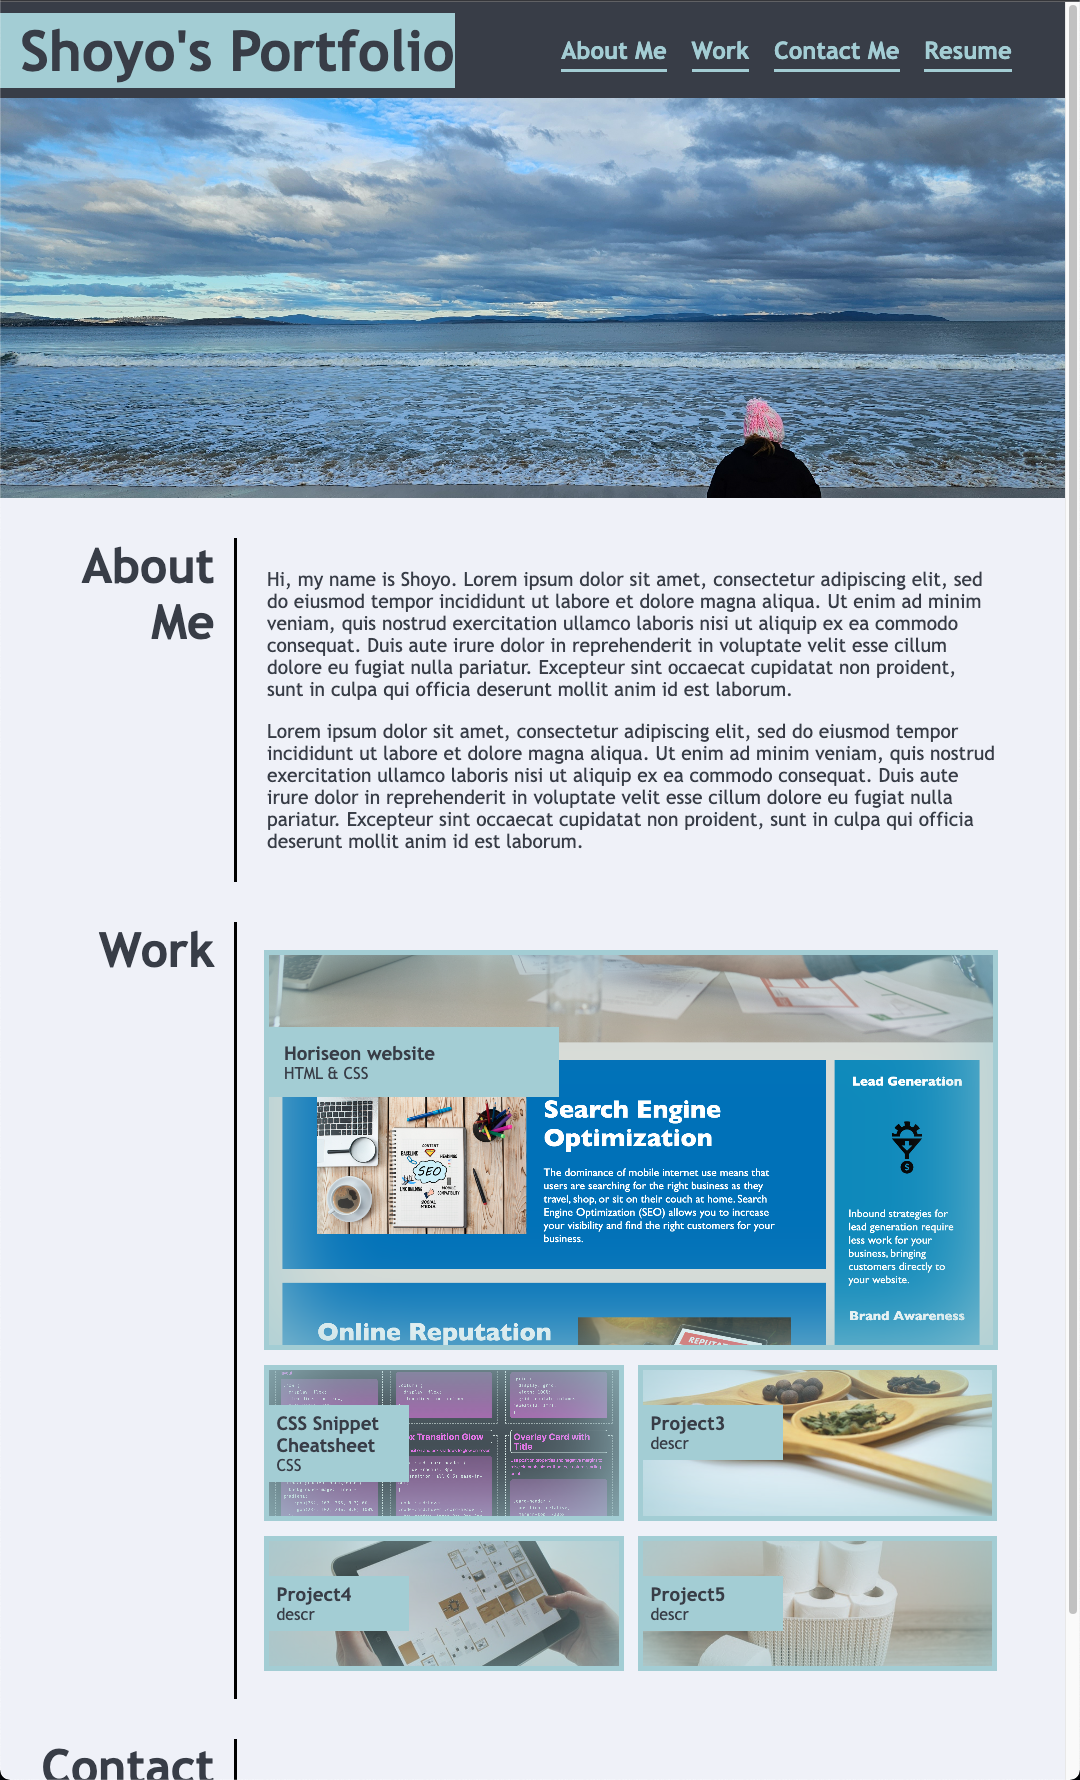 Shoyo's Portfolio
About Me Work Contact Me Resume
About
Me
Hi, my name is Shoyo. Lorem ipsum dolor sit amet, consectetur adipiscing elit, sed
do eiusmod tempor incididunt ut labore et dolore magna aliqua. Ut enim ad minim
veniam, quis nostrud exercitation ullamco laboris nisi ut aliquip ex ea commodo
consequat. Duis aute irure dolor in reprehenderit in voluptate velit esse cillum
dolore eu fugiat nulla pariatur. Excepteur sint occaecat cupidatat non proident,
sunt in culpa qui officia deserunt mollit anim id est laborum.
Lorem ipsum dolor sit amet, consectetur adipiscing elit, sed do eiusmod tempor
incididunt ut labore et dolore magna aliqua. Ut enim ad minim veniam, quis nostrud
exercitation ullamco laboris nisi ut aliquip ex ea commodo consequat. Duis aute
irure dolor in reprehenderit in voluptate velit esse cillum dolore eu fugiat nulla
pariatur. Excepteur sint occaecat cupidatat non proident, sunt in culpa qui officia
deserunt mollit anim id est laborum.
Work
Horiseon website
HTML & CSS
SEO
Search Engine
Optimization
The dominance of mobile internet use means that
users are searching for the right business as they
travel, shop, or sit on their couch at home. Search
Engine Optimization (SEO) allows you to increase
your visibility and find the right customers for your
business.
Lead Generation
Inbound strategies for
lead generation require
less work for your
business, bringing
customers directly to
your website.
Brand Awareness
Online Reputation
CSS Snippet
Cheatsheet
CSS
Transition Glow
Overlay Card with
Title
Project3
descr
Project4
descr
Project5
descr
Contact